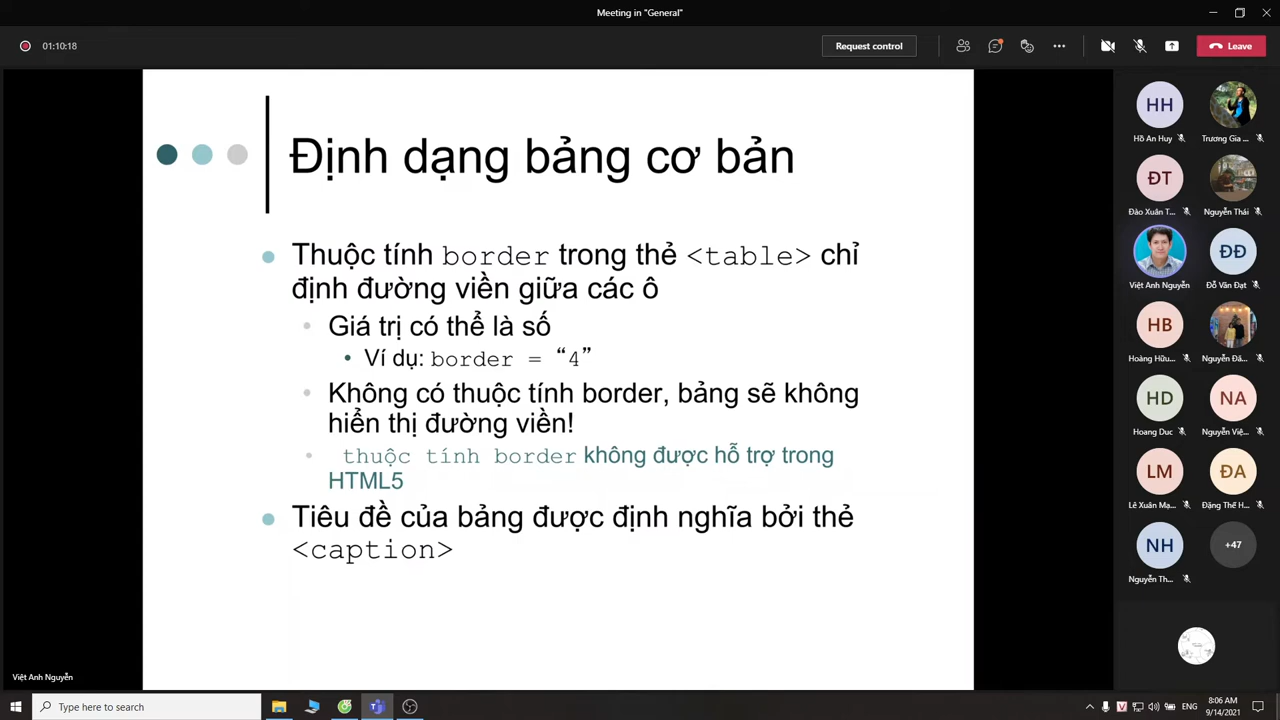 Meeting in "General"
01:10:18
Request control
Leave
Định dạng bảng cơ bản
Thuộc tính border trong thẻ <table> chỉ
định đường viền giữa các ô
Giá trị có thể là số
Ví dụ: border = “4”
Không có thuộc tính border, bảng sẽ không
hiển thị đường viền!
thuộc tính border không được hỗ trợ trong
HTML5
Tiêu đề của bảng được định nghĩa bởi thẻ
<caption>
Việt Anh Nguyễn
HH
Hồ An Huy
Trương Gia ...
ĐT
Đào Xuân T...
Nguyễn Thái
Việt Anh Nguyễn
ĐĐ
Đỗ Văn Đạt
HB
Hoàng Hữu...
Nguyễn Đă...
HD
Hoang Duc
NA
Nguyễn Việ...
LM
Lê Xuân Mạ...
ĐA
Đặng Thế H...
NH
Nguyễn Th...
+47
Type here to search
V
ENG
8:06 AM
9/14/2021